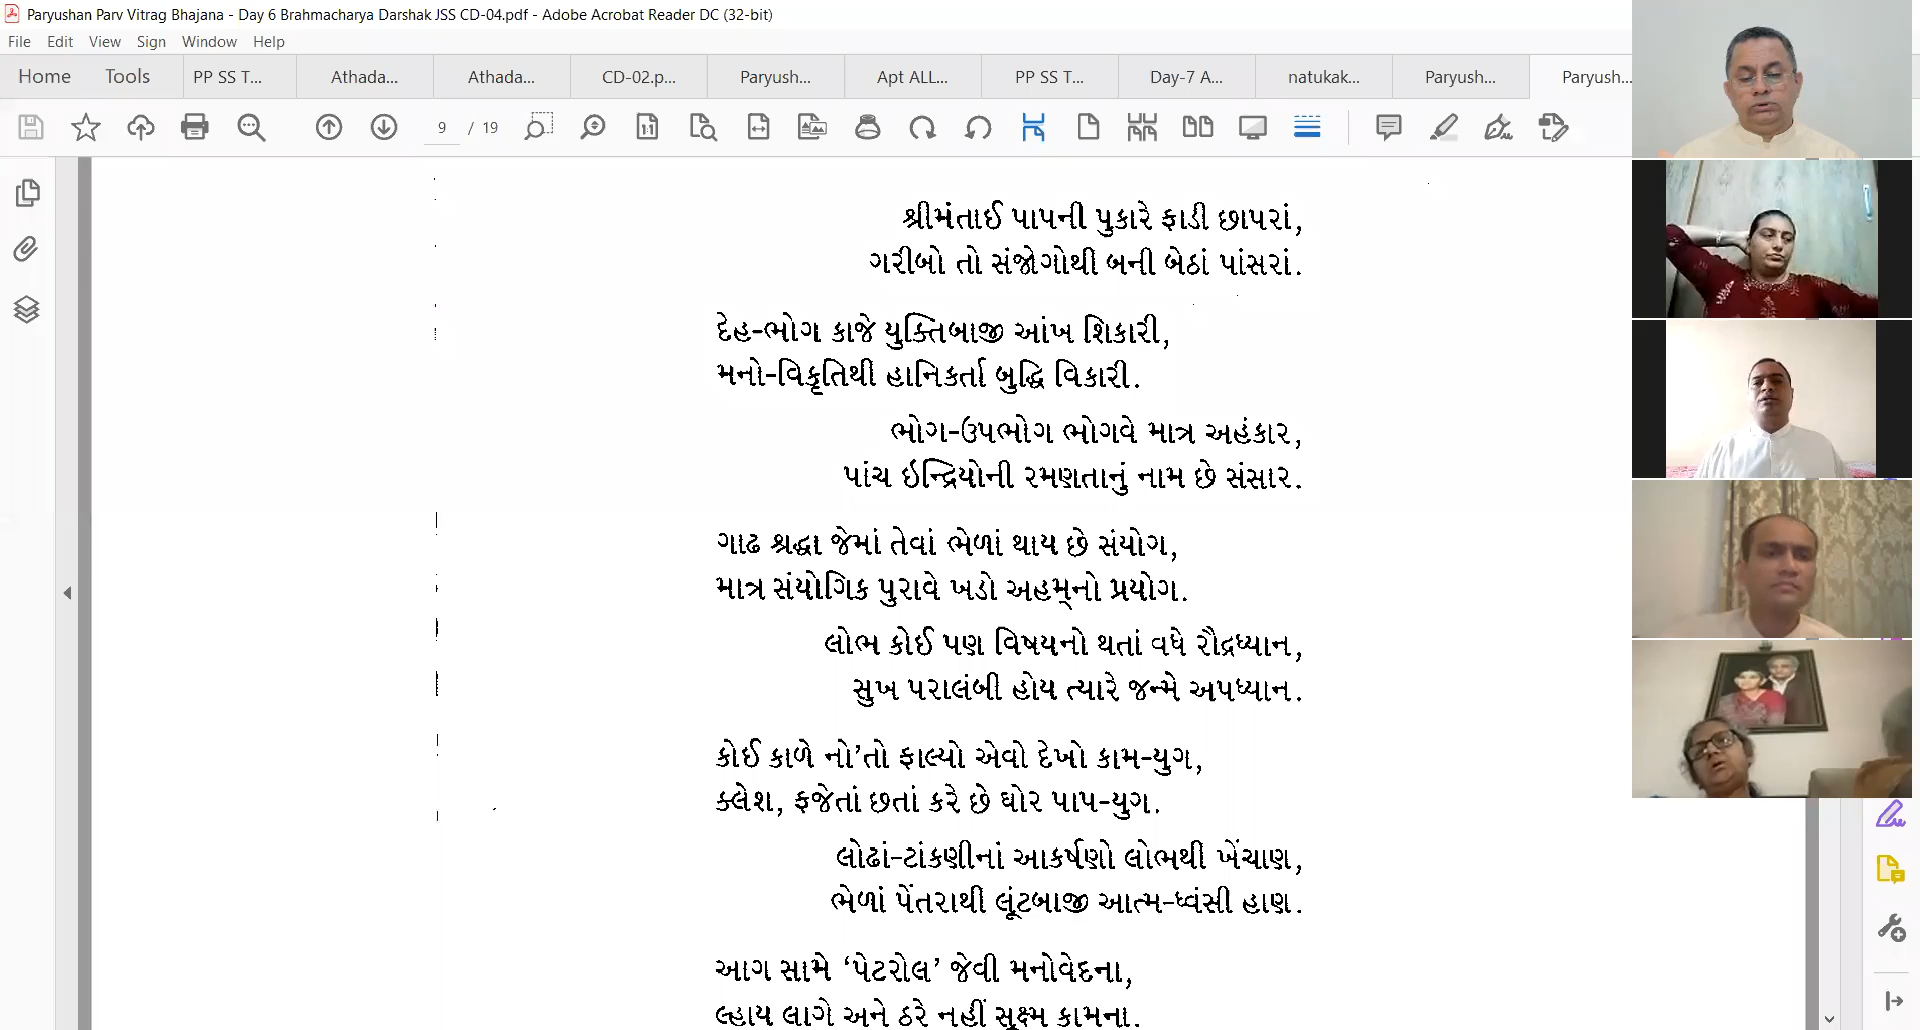 Paryushan Parv Vitrag Bhajana - Day 6 Brahmacharya Darshak JSS CD-04.pdf - Adobe Acrobat Reader DC (32-bit)
File Edit View Sign Window Help
Home Tools PP SS T... Athada... Athada... CD-02.p... Paryush... Apt ALL... PP SS T... Day-7 A... natukak... Paryush... Paryush...
9 / 19
શ્રીમંતાઈ પાપની પુકારે ફાડી છાપરાં,
ગરીબો તો સંજોગોથી બની બેઠાં પાંસરાં.
દેહ-ભોગ કાજે યુક્તિબાજી આંખ શિકારી,
મનો-વિકૃતિથી હાનિકર્તા બુદ્ધિ વિકારી.
ભોગ-ઉપભોગ ભોગવે માત્ર અહંકાર,
પાંચ ઇન્દ્રિયોની રમણતાનું નામ છે સંસાર.
ગાઢ શ્રદ્ધા જેમાં તેવાં ભેળાં થાય છે સંયોગ,
માત્ર સંયોગિક પુરાવે ખડો અહમ્‌નો પ્રયોગ.
લોભ કોઈ પણ વિષયનો થતાં વધે રૌદ્રધ્યાન,
સુખ પરાલંબી હોય ત્યારે જન્મે અપધ્યાન.
કોઈ કાળે નો’તો ફાલ્યો એવો દેખો કામ-યુગ,
ક્લેશ, ફજેતાં છતાં કરે છે ઘોર પાપ-યુગ.
લોઢાં-ટાંકણીનાં આકર્ષણો લોભથી ખેંચાણ,
ભેળાં પેંતરાથી લૂંટબાજી આત્મ-ધ્વંસી હાણ.
આગ સામે ‘પેટરોલ’ જેવી મનોવેદના,
લ્હાય લાગે અને ઠરે નહીં સૂક્ષ્મ કામના.